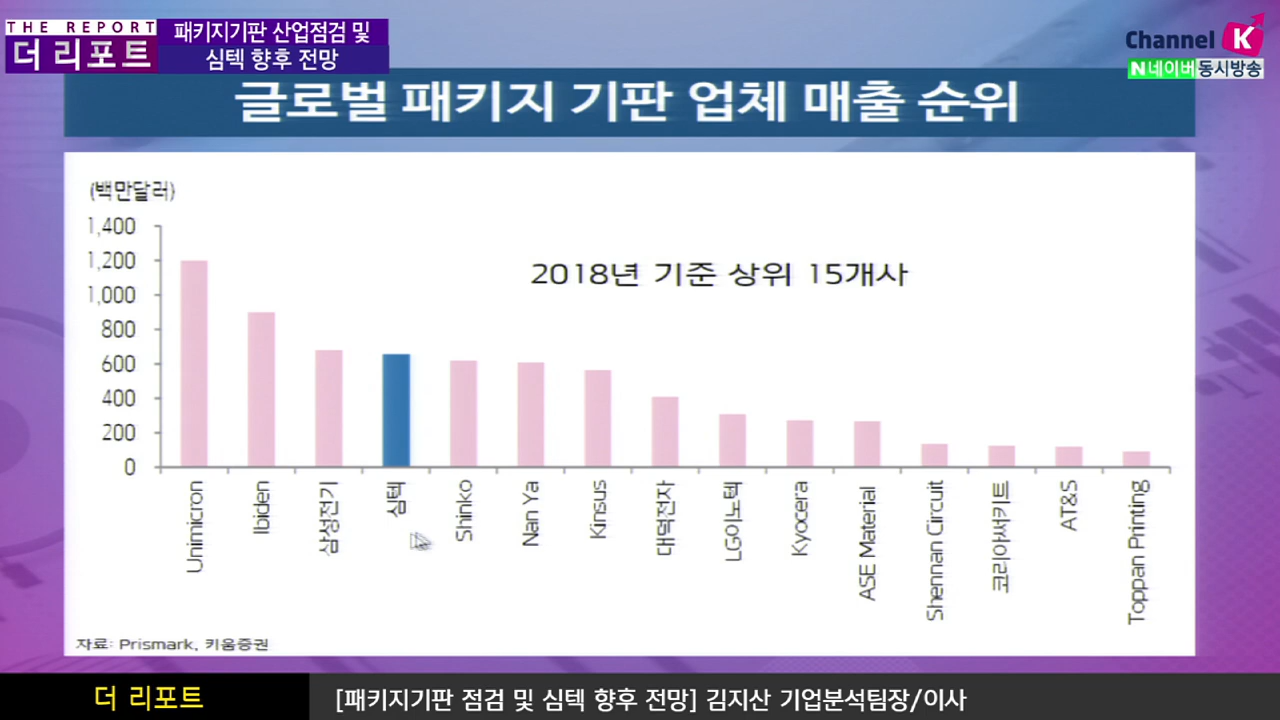 THE REPORT
더 리포트
패키지기판 산업점검 및
심텍 향후 전망
Channel K
N 네이버 동시방송
글로벌 패키지 기판 업체 매출 순위
(백만달러)
1,400
1,200
1,000
800
600
400
200
0
2018년 기준 상위 15개사
Unimicron
Ibiden
삼성전기
심텍
Shinko
Nan Ya
Kinsus
대덕전자
LG이노텍
Kyocera
ASE Material
Shennan Circuit
코리아써키트
AT&S
Toppan Printing
자료: Prismark, 키움증권
더 리포트
[패키지기판 점검 및 심텍 향후 전망] 김지산 기업분석팀장/이사